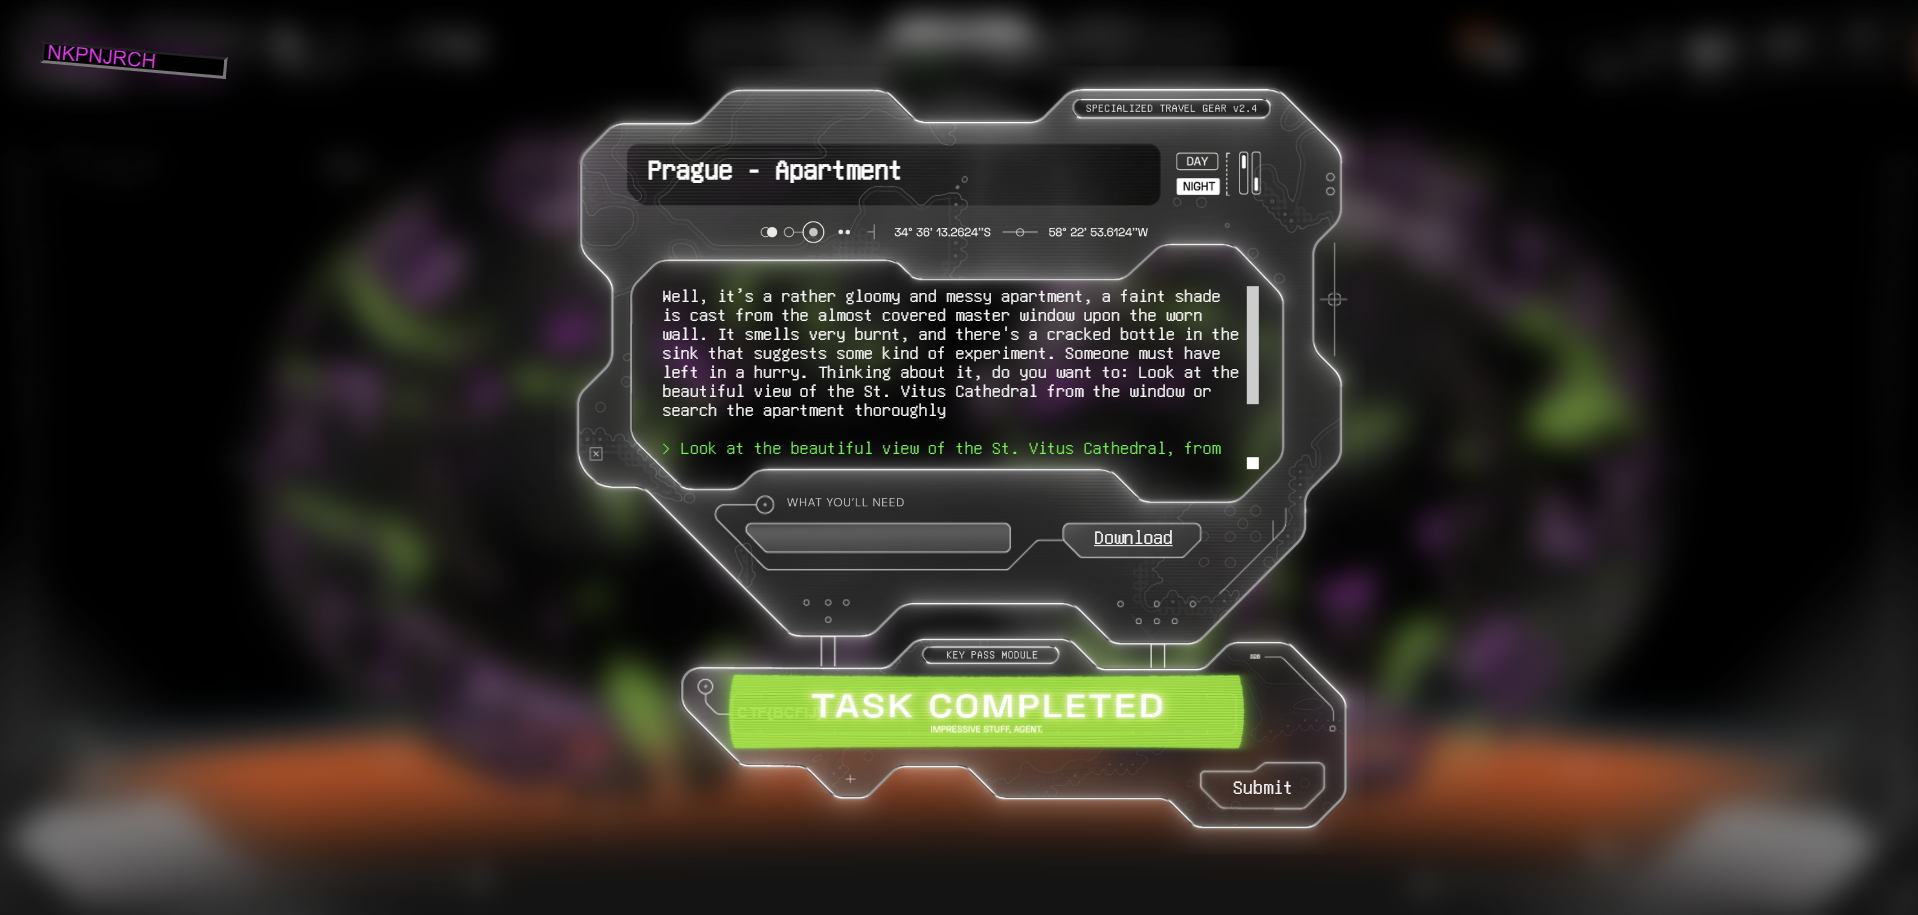 NKPNJRCH
SPECIALIZED TRAVEL GEAR v2.4
Prague - Apartment
DAY
NIGHT
34° 36' 13.2624"S
58° 22' 53.6124"W
Well, it's a rather gloomy and messy apartment, a faint shade
is cast from the almost covered master window upon the worn
wall. It smells very burnt, and there's a cracked bottle in the
sink that suggests some kind of experiment. Someone must have
left in a hurry. Thinking about it, do you want to: Look at the
beautiful view of the St. Vitus Cathedral from the window or
search the apartment thoroughly
> Look at the beautiful view of the St. Vitus Cathedral, from
WHAT YOU'LL NEED
Download
KEY PASS MODULE
TASK COMPLETED
IMPRESSIVE STUFF, AGENT.
Submit